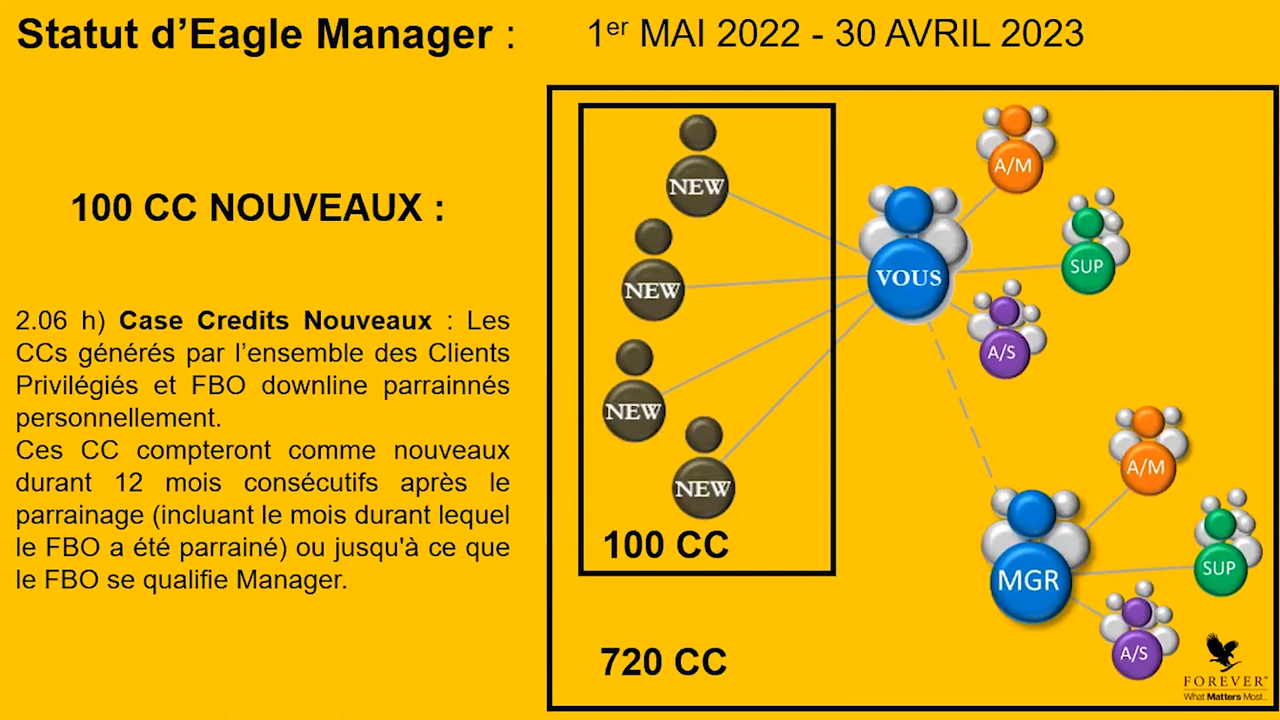 Statut d’Eagle Manager :
1er MAI 2022 - 30 AVRIL 2023
100 CC NOUVEAUX :
2.06 h) Case Credits Nouveaux : Les
CCs générés par l’ensemble des Clients
Privilégiés et FBO downline parrainnés
personnellement.
Ces CC compteront comme nouveaux
durant 12 mois consécutifs après le
parrainage (incluant le mois durant lequel
le FBO a été parrainé) ou jusqu'à ce que
le FBO se qualifie Manager.
NEW
NEW
NEW
NEW
100 CC
720 CC
VOUS
A/M
SUP
A/S
MGR
A/M
SUP
A/S
FOREVER™
What Matters Most...